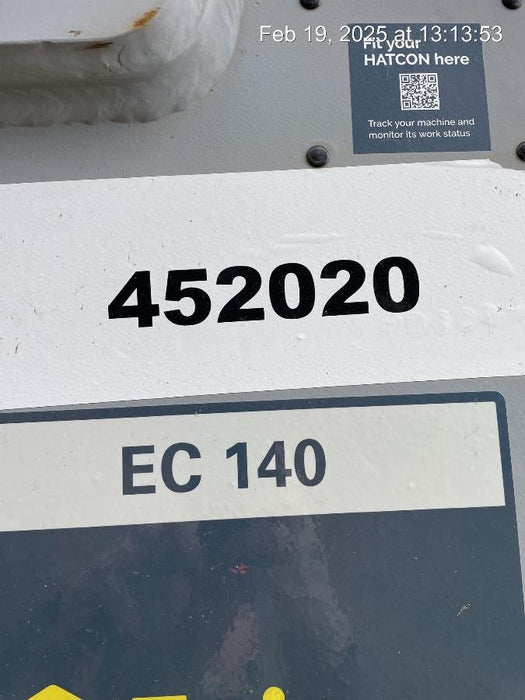 Feb 19, 2025 at 13:13:53
Fit your
HATCON here
Track your machine and
monitor its work status
452020
EC 140